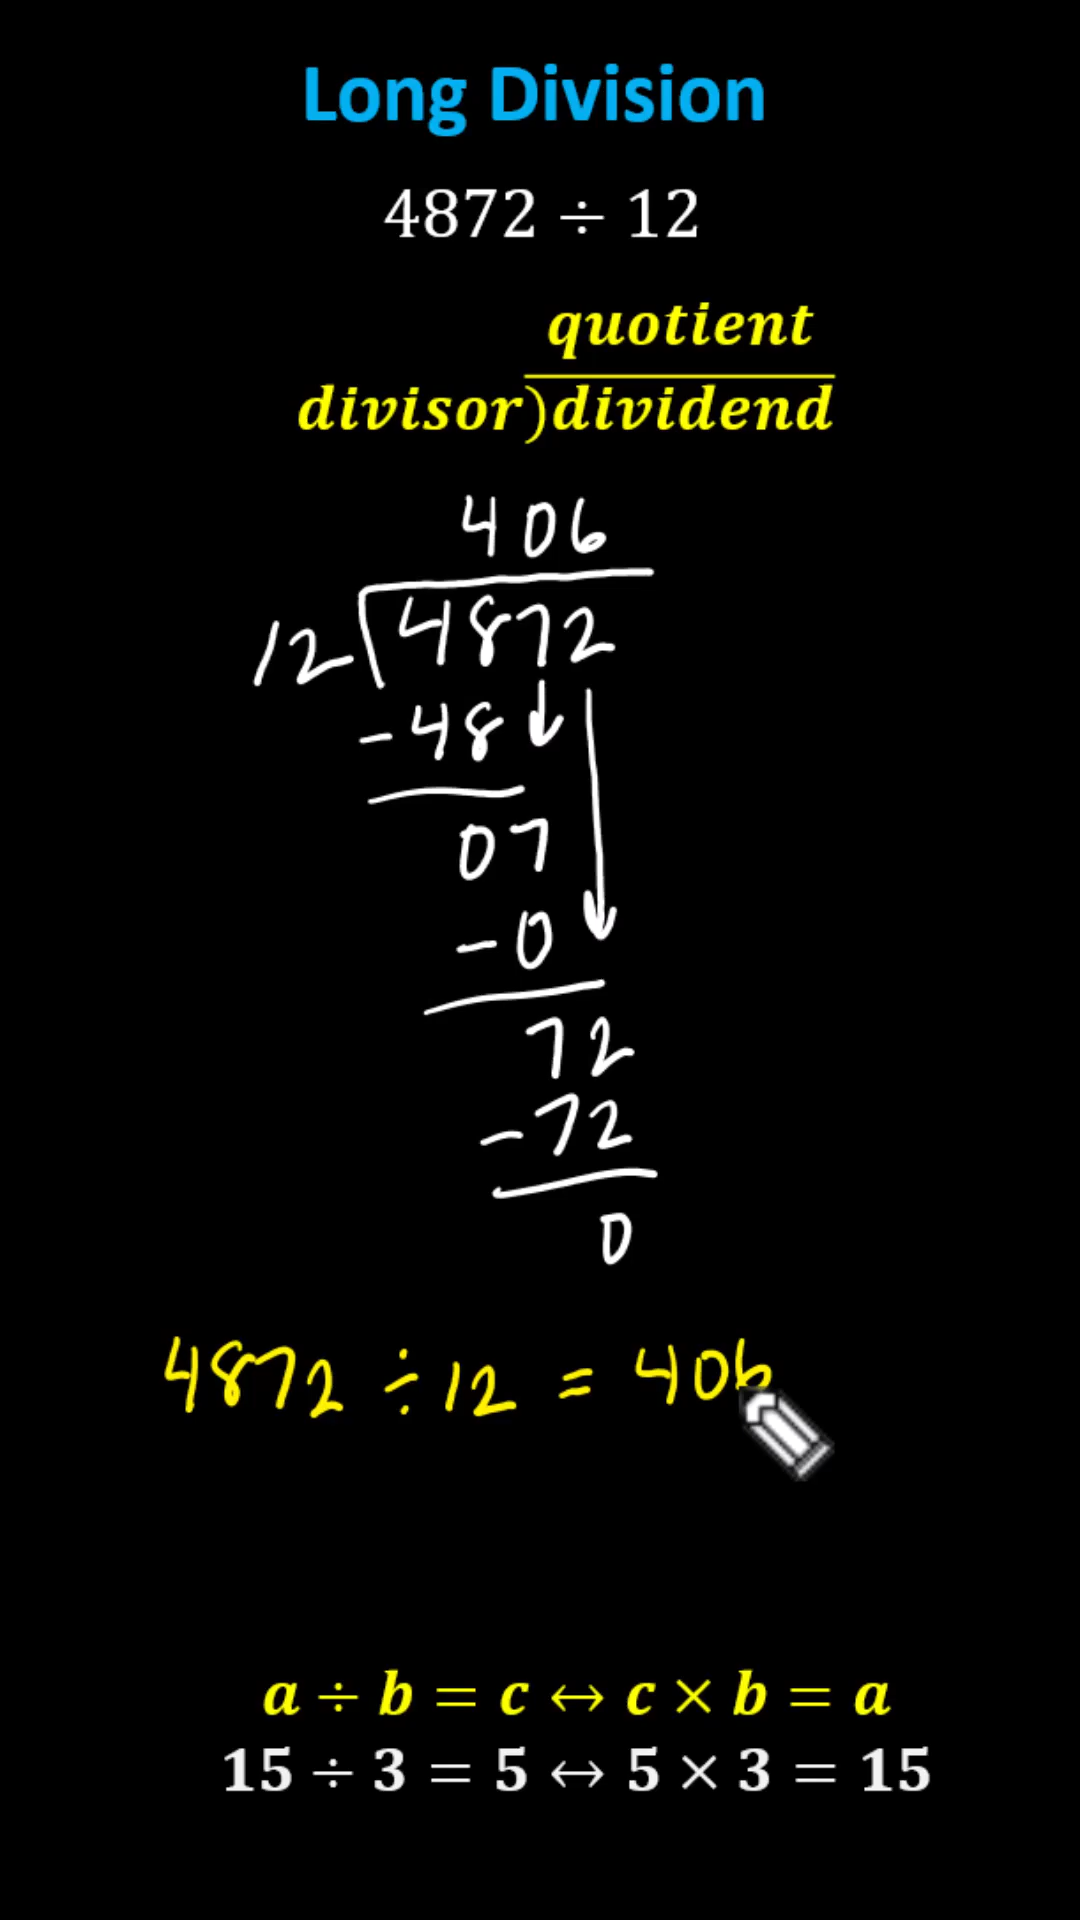 Long Division
4872 ÷ 12
quotient
divisor)dividend
406
12)4872
-48
07
-0
72
-72
0
4872 ÷ 12 = 406
a ÷ b = c ↔ c × b = a
15 ÷ 3 = 5 ↔ 5 × 3 = 15